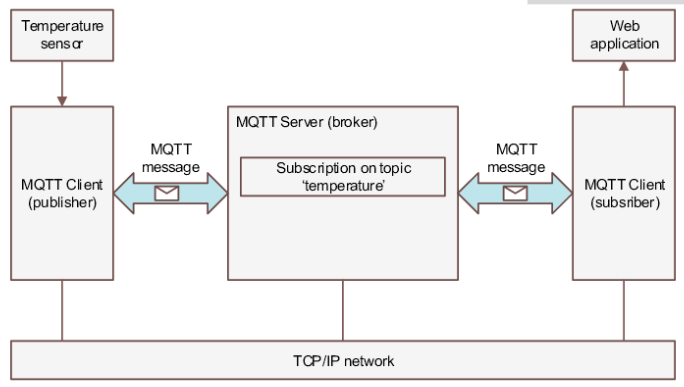 Temperature
sensor
Web
application
MQTT Client
(publisher)
MQTT
message
MQTT Server (broker)
Subscription on topic
‘temperature’
MQTT
message
MQTT Client
(subsriber)
TCP/IP network